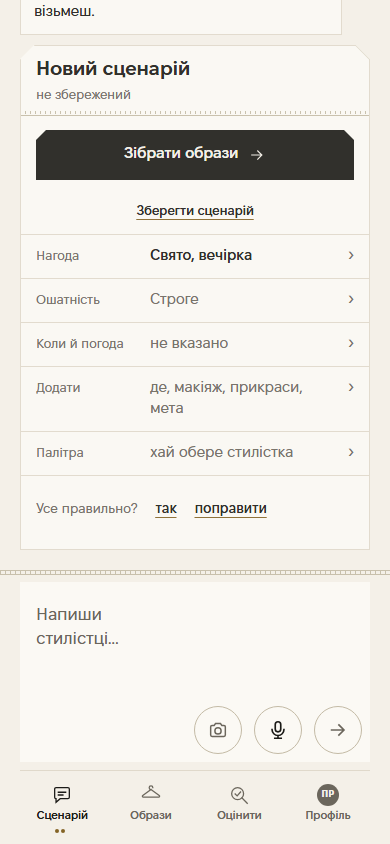 візьмеш.
Новий сценарій
не збережений
Зібрати образи →
Зберегти сценарій
Нагода Свято, вечірка ›
Ошатність Строге ›
Коли й погода не вказано ›
Додати де, макіяж, прикраси, ›
мета
Палітра хай обере стилістка ›
Усе правильно? так поправити
Напиши
стилістці...
ПР
Сценарій Образи Оцінити Профіль